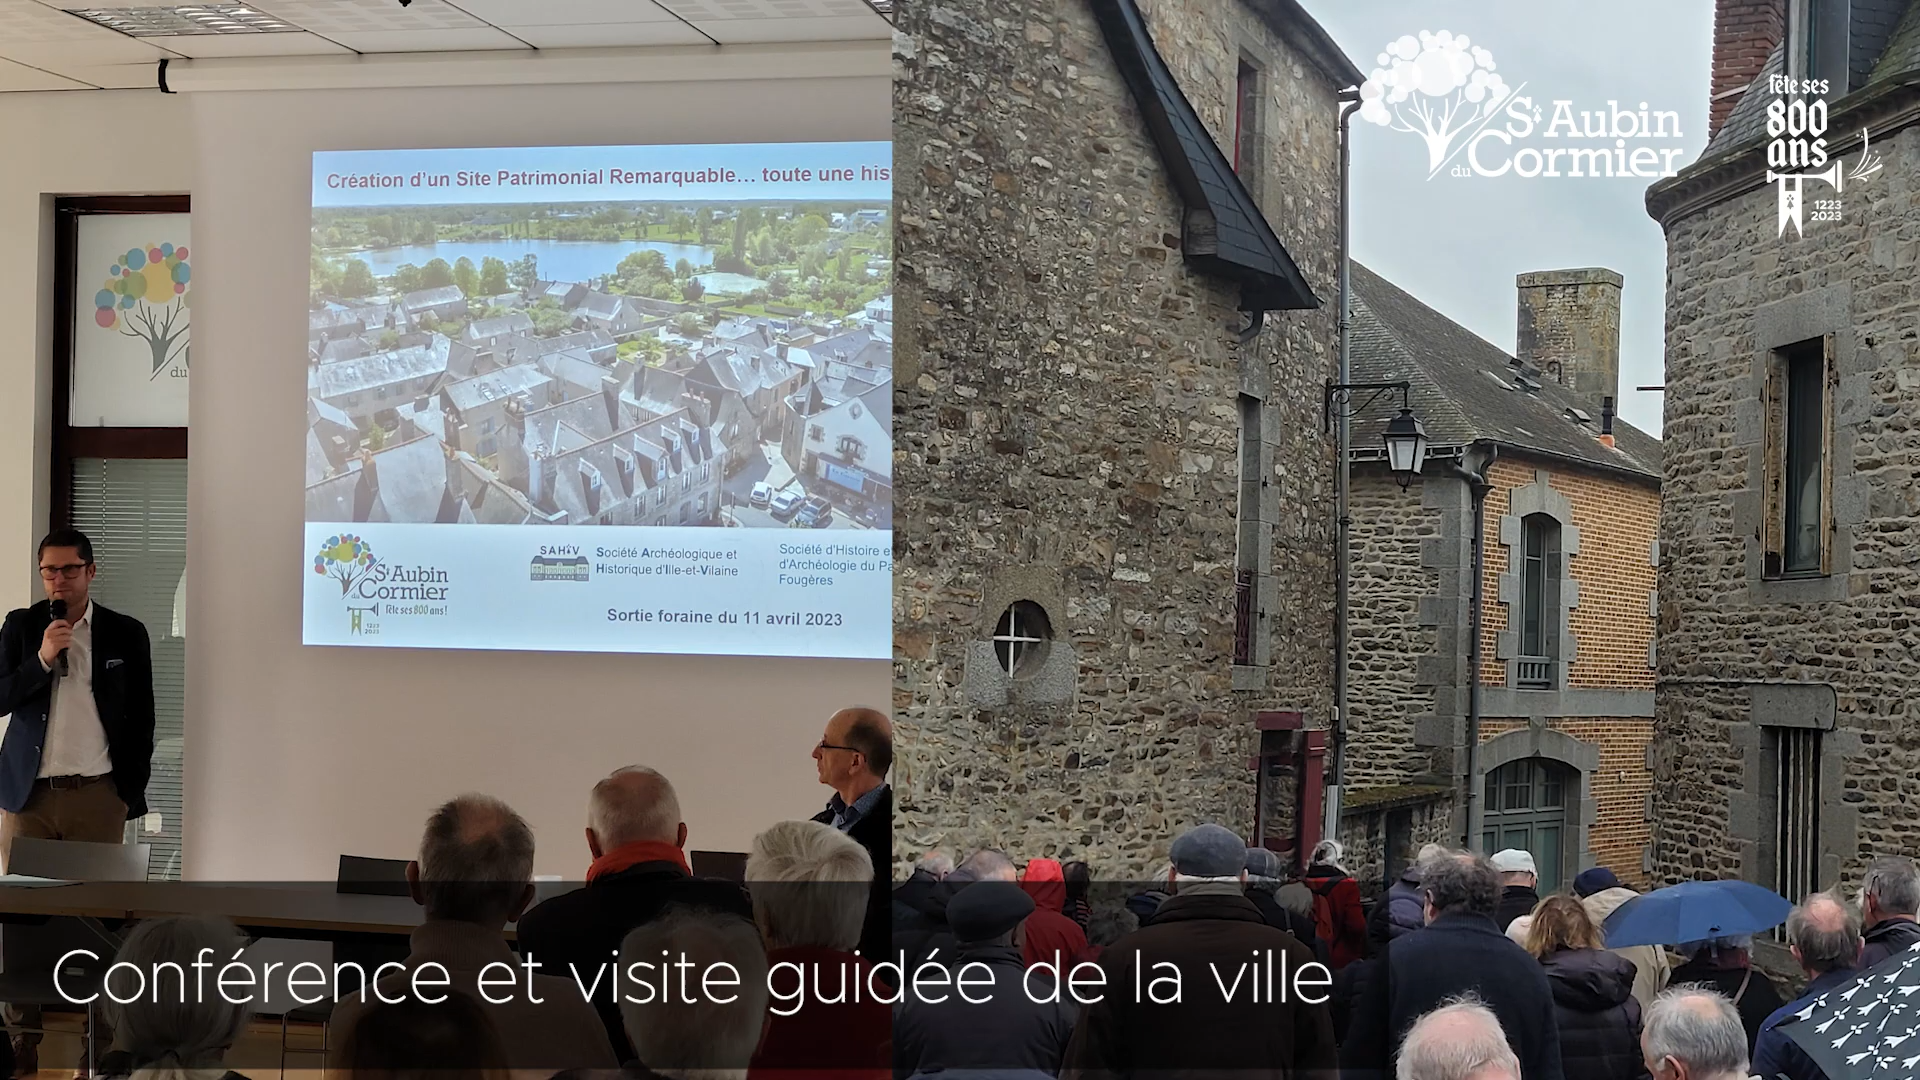 Création d'un Site Patrimonial Remarquable… toute une his
du
St Aubin
du Cormier
fête ses 800 ans !
1223
2023
SAHIV
Société Archéologique et
Historique d'Ille-et-Vilaine
Société d'Histoire e
d'Archéologie du Pa
Fougères
Sortie foraine du 11 avril 2023
St Aubin
du Cormier
fête ses
800
ans
1223
2023
Conférence et visite guidée de la ville